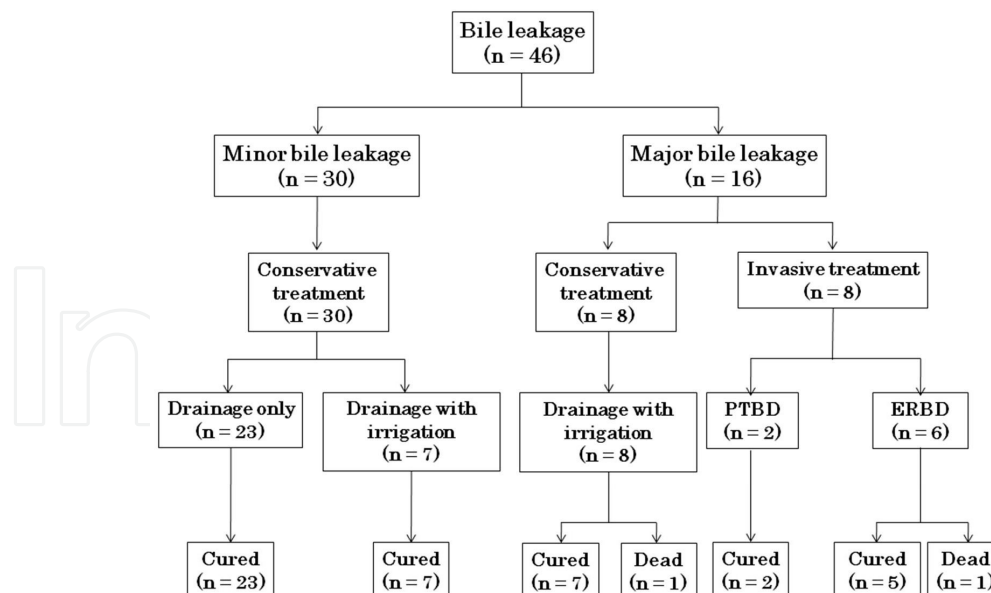 Bile leakage
(n = 46)
Minor bile leakage
(n = 30)
Major bile leakage
(n = 16)
Conservative
treatment
(n = 30)
Conservative
treatment
(n = 8)
Invasive treatment
(n = 8)
Drainage only
(n = 23)
Drainage with
irrigation
(n = 7)
Drainage with
irrigation
(n = 8)
PTBD
(n = 2)
ERBD
(n = 6)
Cured
(n = 23)
Cured
(n = 7)
Cured
(n = 7)
Dead
(n = 1)
Cured
(n = 2)
Cured
(n = 5)
Dead
(n = 1)
In